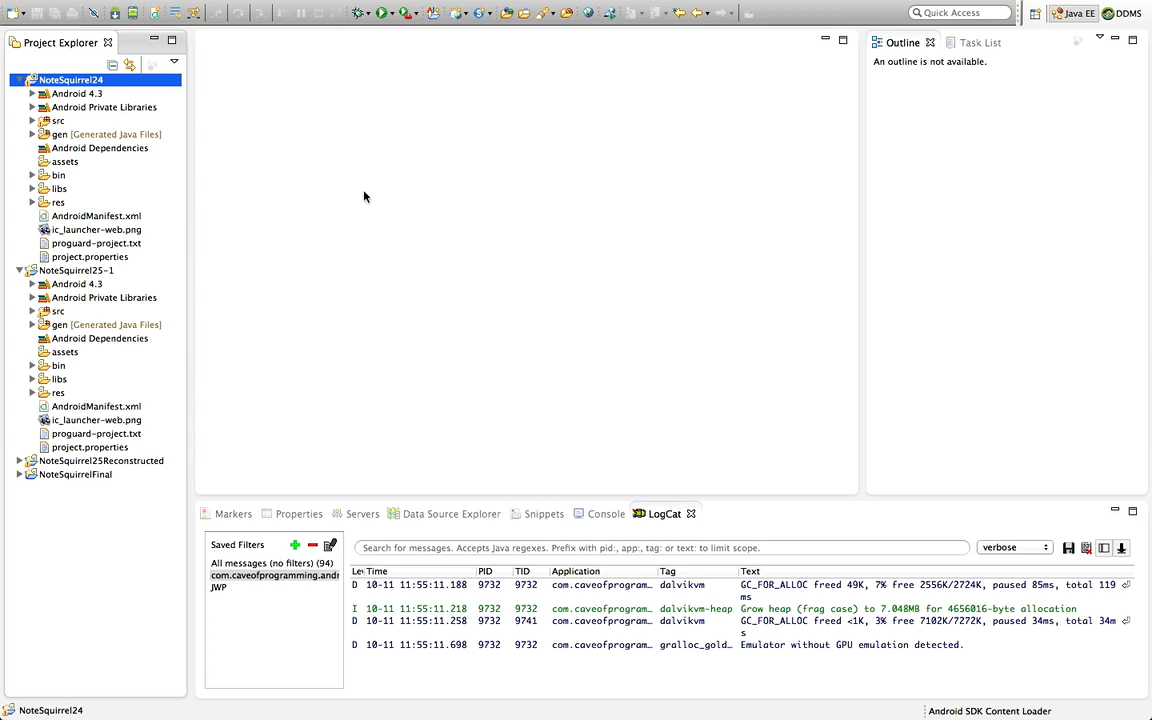 Quick Access
Java EE
DDMS
Project Explorer
NoteSquirrel24
Android 4.3
Android Private Libraries
src
gen [Generated Java Files]
Android Dependencies
assets
bin
libs
res
AndroidManifest.xml
ic_launcher-web.png
proguard-project.txt
project.properties
NoteSquirrel25-1
Android 4.3
Android Private Libraries
src
gen [Generated Java Files]
Android Dependencies
assets
bin
libs
res
AndroidManifest.xml
ic_launcher-web.png
proguard-project.txt
project.properties
NoteSquirrel25Reconstructed
NoteSquirrelFinal
Outline
Task List
An outline is not available.
Markers
Properties
Servers
Data Source Explorer
Snippets
Console
LogCat
Saved Filters
All messages (no filters) (94)
com.caveofprogramming.andr
JWP
Search for messages. Accepts Java regexes. Prefix with pid:, app:, tag: or text: to limit scope.
verbose
Le Time PID TID Application Tag Text
D 10-11 11:55:11.188 9732 9732 com.caveofprogram… dalvikvm GC_FOR_ALLOC freed 49K, 7% free 2556K/2724K, paused 85ms, total 119
ms
I 10-11 11:55:11.218 9732 9732 com.caveofprogram… dalvikvm-heap Grow heap (frag case) to 7.048MB for 4656016-byte allocation
D 10-11 11:55:11.258 9732 9741 com.caveofprogram… dalvikvm GC_FOR_ALLOC freed <1K, 3% free 7102K/7272K, paused 34ms, total 34m
s
D 10-11 11:55:11.698 9732 9732 com.caveofprogram… gralloc_gold… Emulator without GPU emulation detected.
NoteSquirrel24
Android SDK Content Loader